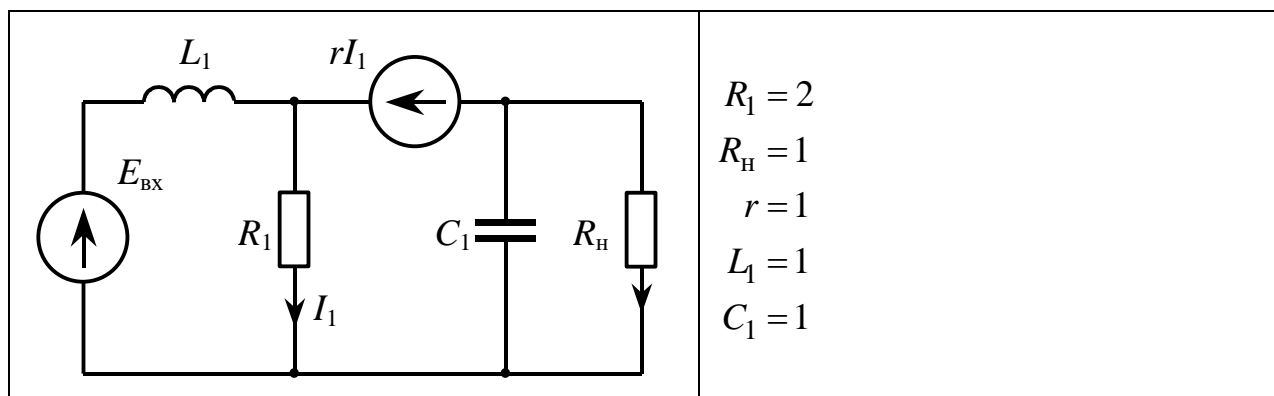 L₁
rI₁
Eвх
R₁
I₁
C₁
Rн
R₁ = 2
Rн = 1
r = 1
L₁ = 1
C₁ = 1